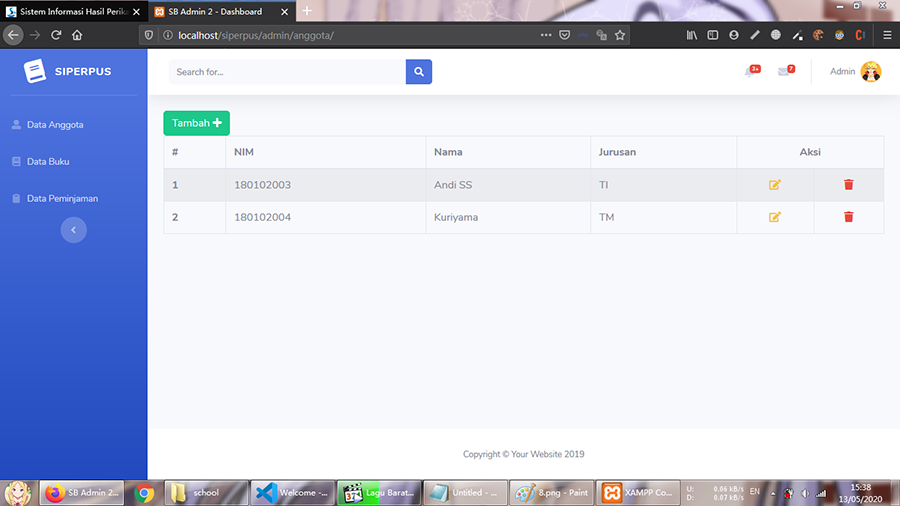 Sistem Informasi Hasil Perika
SB Admin 2 - Dashboard
localhost/siperpus/admin/anggota/
SIPERPUS
Search for...
3+
7
Admin
Data Anggota
Data Buku
Data Peminjaman
Tambah
# NIM Nama Jurusan Aksi
1 180102003 Andi SS TI
2 180102004 Kuriyama TM
Copyright © Your Website 2019
SB Admin 2...
school
Welcome -...
Lagu Barat...
Untitled - ...
8.png - Paint
XAMPP Co...
U: 0.06 kB/s
D: 0.07 kB/s
EN
15:38
13/05/2020